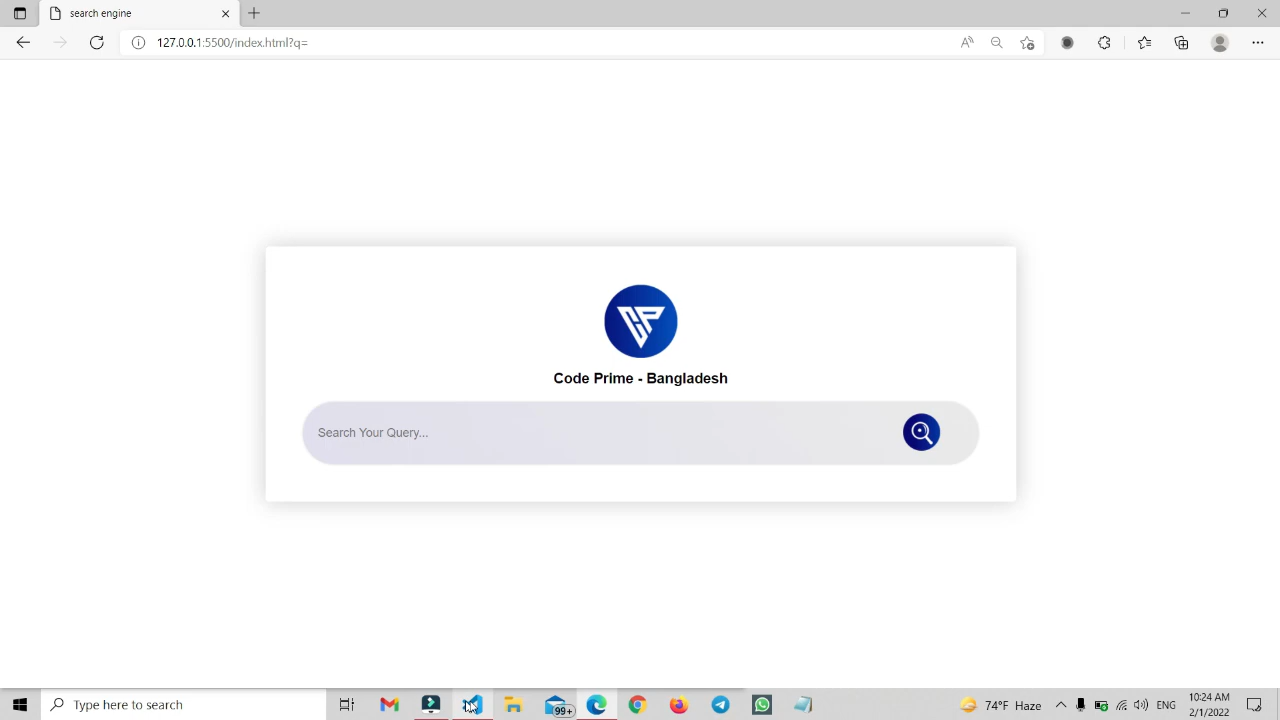 search engine
127.0.0.1:5500/index.html?q=
CP
Code Prime - Bangladesh
Search Your Query...
Type here to search
99+
74°F Haze
ENG
10:24 AM
2/1/2022